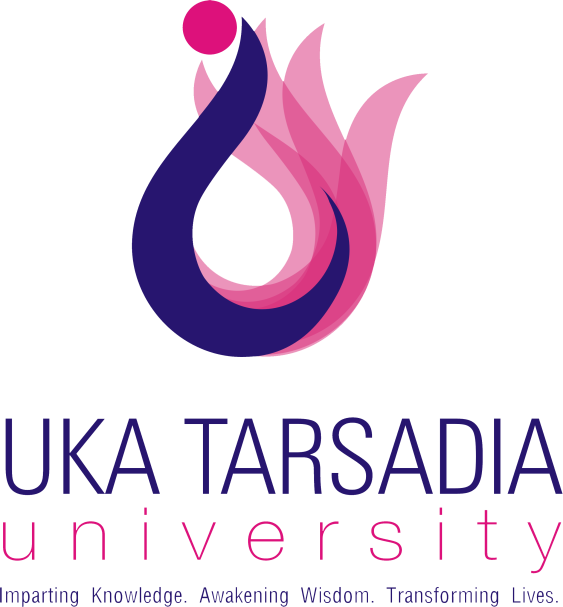 UKA TARSADIA
university
Imparting Knowledge. Awakening Wisdom. Transforming Lives.